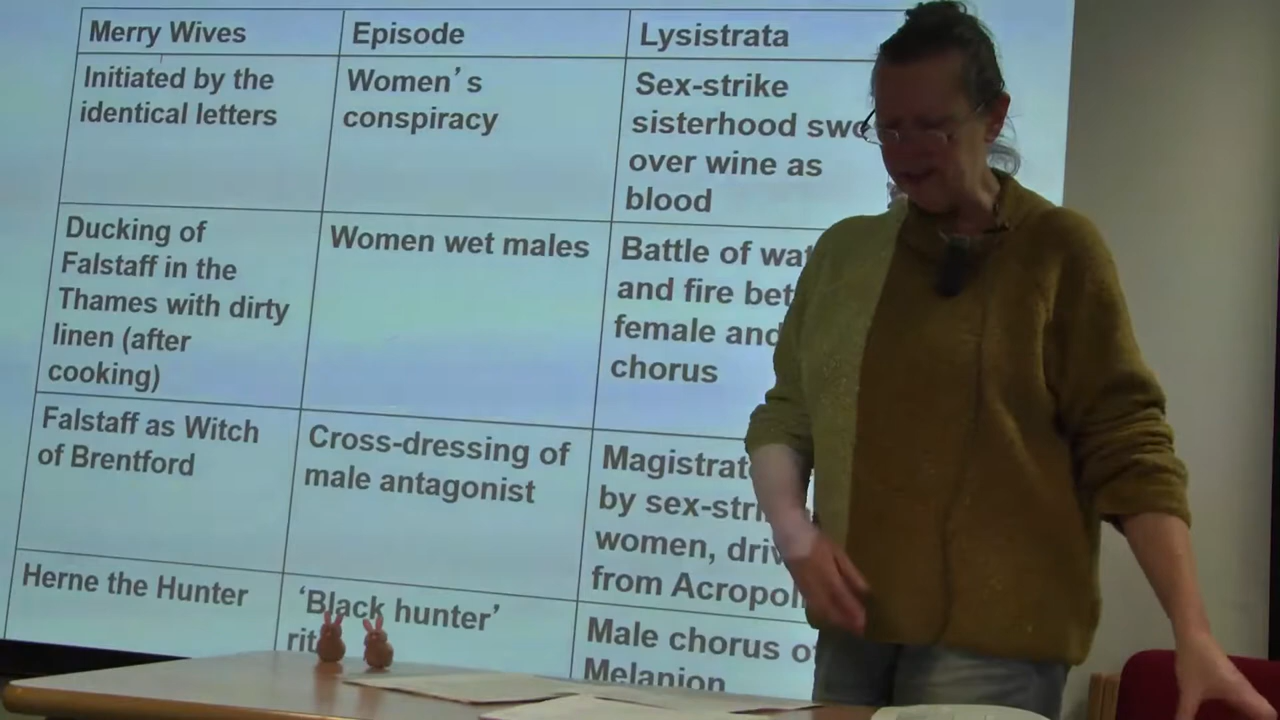 Merry Wives
Episode
Lysistrata
Initiated by the
identical letters
Women's
conspiracy
Sex-strike
sisterhood
over wine as
blood
Ducking of
Falstaff in the
Thames with dirty
linen (after
cooking)
Women wet males
Battle of
and fire
female and
chorus
Falstaff as Witch
of Brentford
Cross-dressing of
male antagonist
by
women,
from
Herne the Hunter
'Black hunter'
Male chorus
Melanion